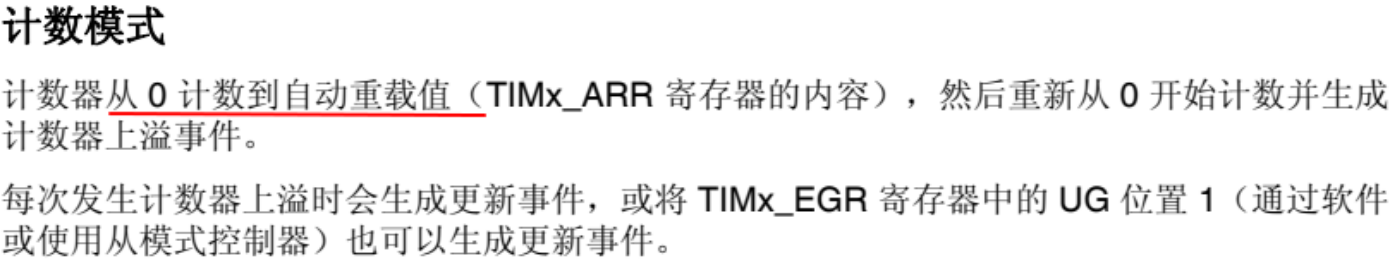 计数模式
计数器从 0 计数到自动重载值（TIMx_ARR 寄存器的内容），然后重新从 0 开始计数并生成
计数器上溢事件。
每次发生计数器上溢时会生成更新事件，或将 TIMx_EGR 寄存器中的 UG 位置 1（通过软件
或使用从模式控制器）也可以生成更新事件。